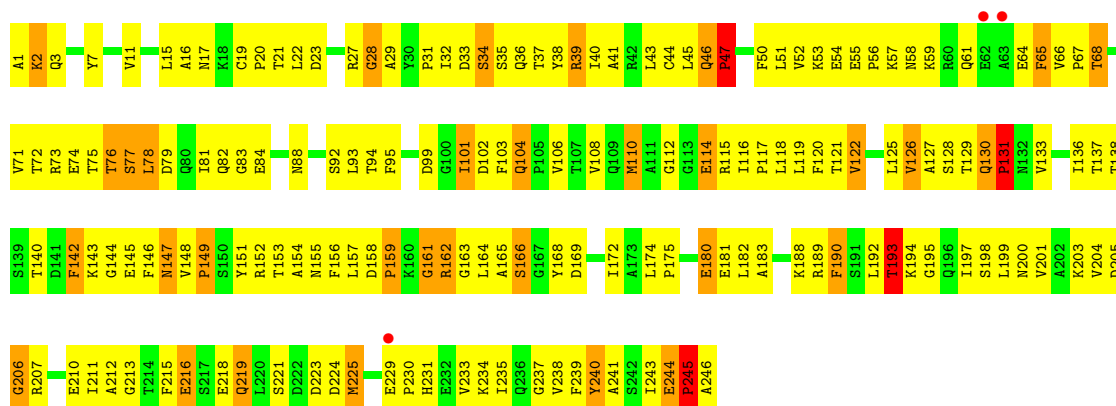 A1 K2 Q3 Y7 V11 L15 A16 N17 K18 C19 P20 T21 L22 D23 R27 G28 A29 Y30 P31 I32 D33 S34 S35 Q36 T37 Y38 R39 I40 A41 R42 L43 C44 L45 Q46 P47 F50 L51 V52 K53 E54 E55 P56 K57 N58 K59 R60 Q61 E62 A63 E64 F65 V66 P67 T68
V71 T72 R73 E74 T75 T76 S77 L78 D79 Q80 I81 Q82 G83 E84 N88 S92 L93 T94 F95 D99 G100 I101 D102 F103 Q104 P105 V106 T107 V108 Q109 M110 A111 G112 G113 E114 R115 I116 P117 L118 L119 F120 T121 V122 L125 V126 A127 S128 T129 Q130 P131 N132 V133 I136 T137 T138
S139 T140 D141 F142 K143 G144 E145 F146 N147 V148 P149 S150 Y151 R152 T153 A154 N155 F156 L157 D158 P159 K160 G161 R162 G163 L164 A165 S166 G167 Y168 D169 I172 A173 L174 P175 E180 E181 L182 A183 K188 R189 F190 S191 L192 T193 K194 G195 Q196 I197 S198 L199 N200 V201 A202 K203 V204 D205
G206 R207 E210 I211 A212 G213 T214 F215 E216 S217 E218 Q219 L220 S221 D222 D223 D224 M225 E229 P230 H231 E232 V233 K234 I235 Q236 G237 V238 F239 Y240 A241 S242 I243 E244 P245 A246